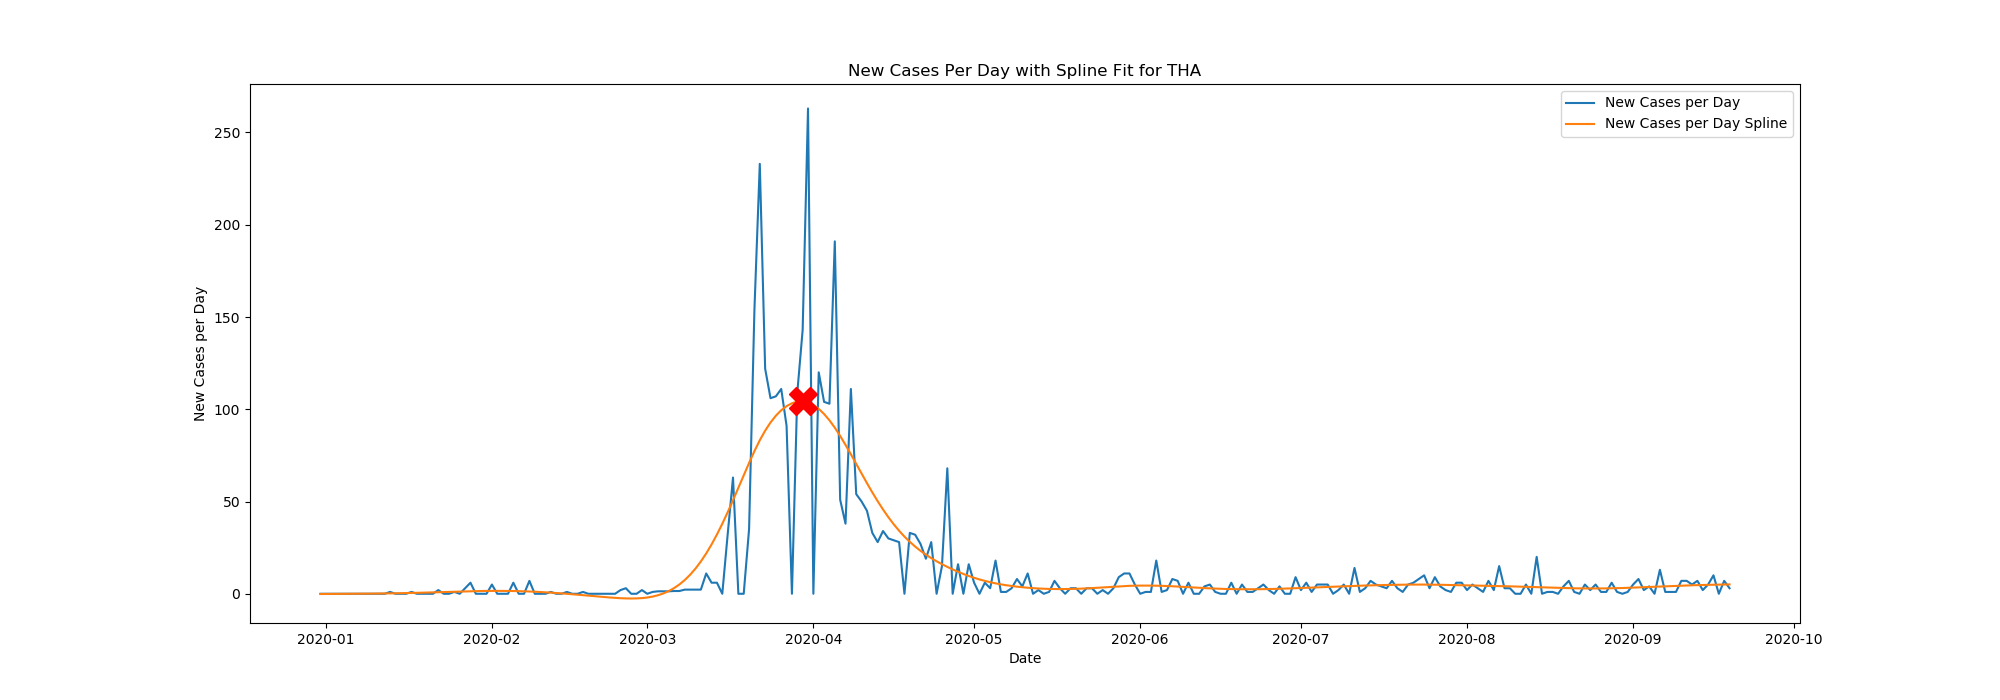 New Cases Per Day with Spline Fit for THA
New Cases per Day
New Cases per Day Spline
250
200
150
100
50
0
New Cases per Day
2020-01 2020-02 2020-03 2020-04 2020-05 2020-06 2020-07 2020-08 2020-09 2020-10
Date